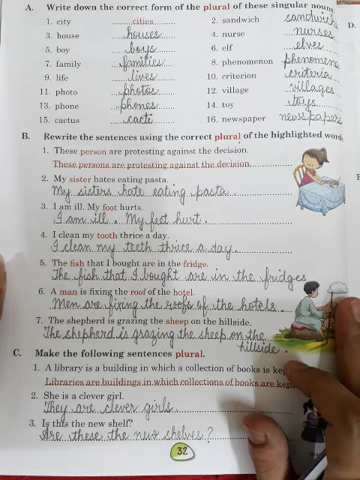 A. Write down the correct form of the plural of these singular nouns.
1. city cities 2. sandwich sandwiches
3. house houses 4. nurse nurses
5. boy boys 6. elf elves
7. family families 8. phenomenon phenomena
9. life lives 10. criterion criteria
11. photo photos 12. village villages
13. phone phones 14. toy toys
15. cactus cacti 16. newspaper newspapers
B. Rewrite the sentences using the correct plural of the highlighted word
1. These person are protesting against the decision.
These persons are protesting against the decision.
2. My sister hates eating pasta.
My sisters hate eating pasta.
3. I am ill. My foot hurts.
I am ill. My feet hurt.
4. I clean my tooth thrice a day.
I clean my teeth thrice a day.
5. The fish that I bought are in the fridge.
The fish that I bought are in the fridges
6. A man is fixing the roof of the hotel.
Men are fixing the roofs of the hotels.
7. The shepherd is grazing the sheep on the hillside.
The shepherd is grazing the sheep on the
hillside.
C. Make the following sentences plural.
1. A library is a building in which a collection of books is kept
Libraries are buildings in which collections of books are kept
2. She is a clever girl.
They are clever girls.
3. Is this the new shelf?
Are these the new shelves?
32
D.